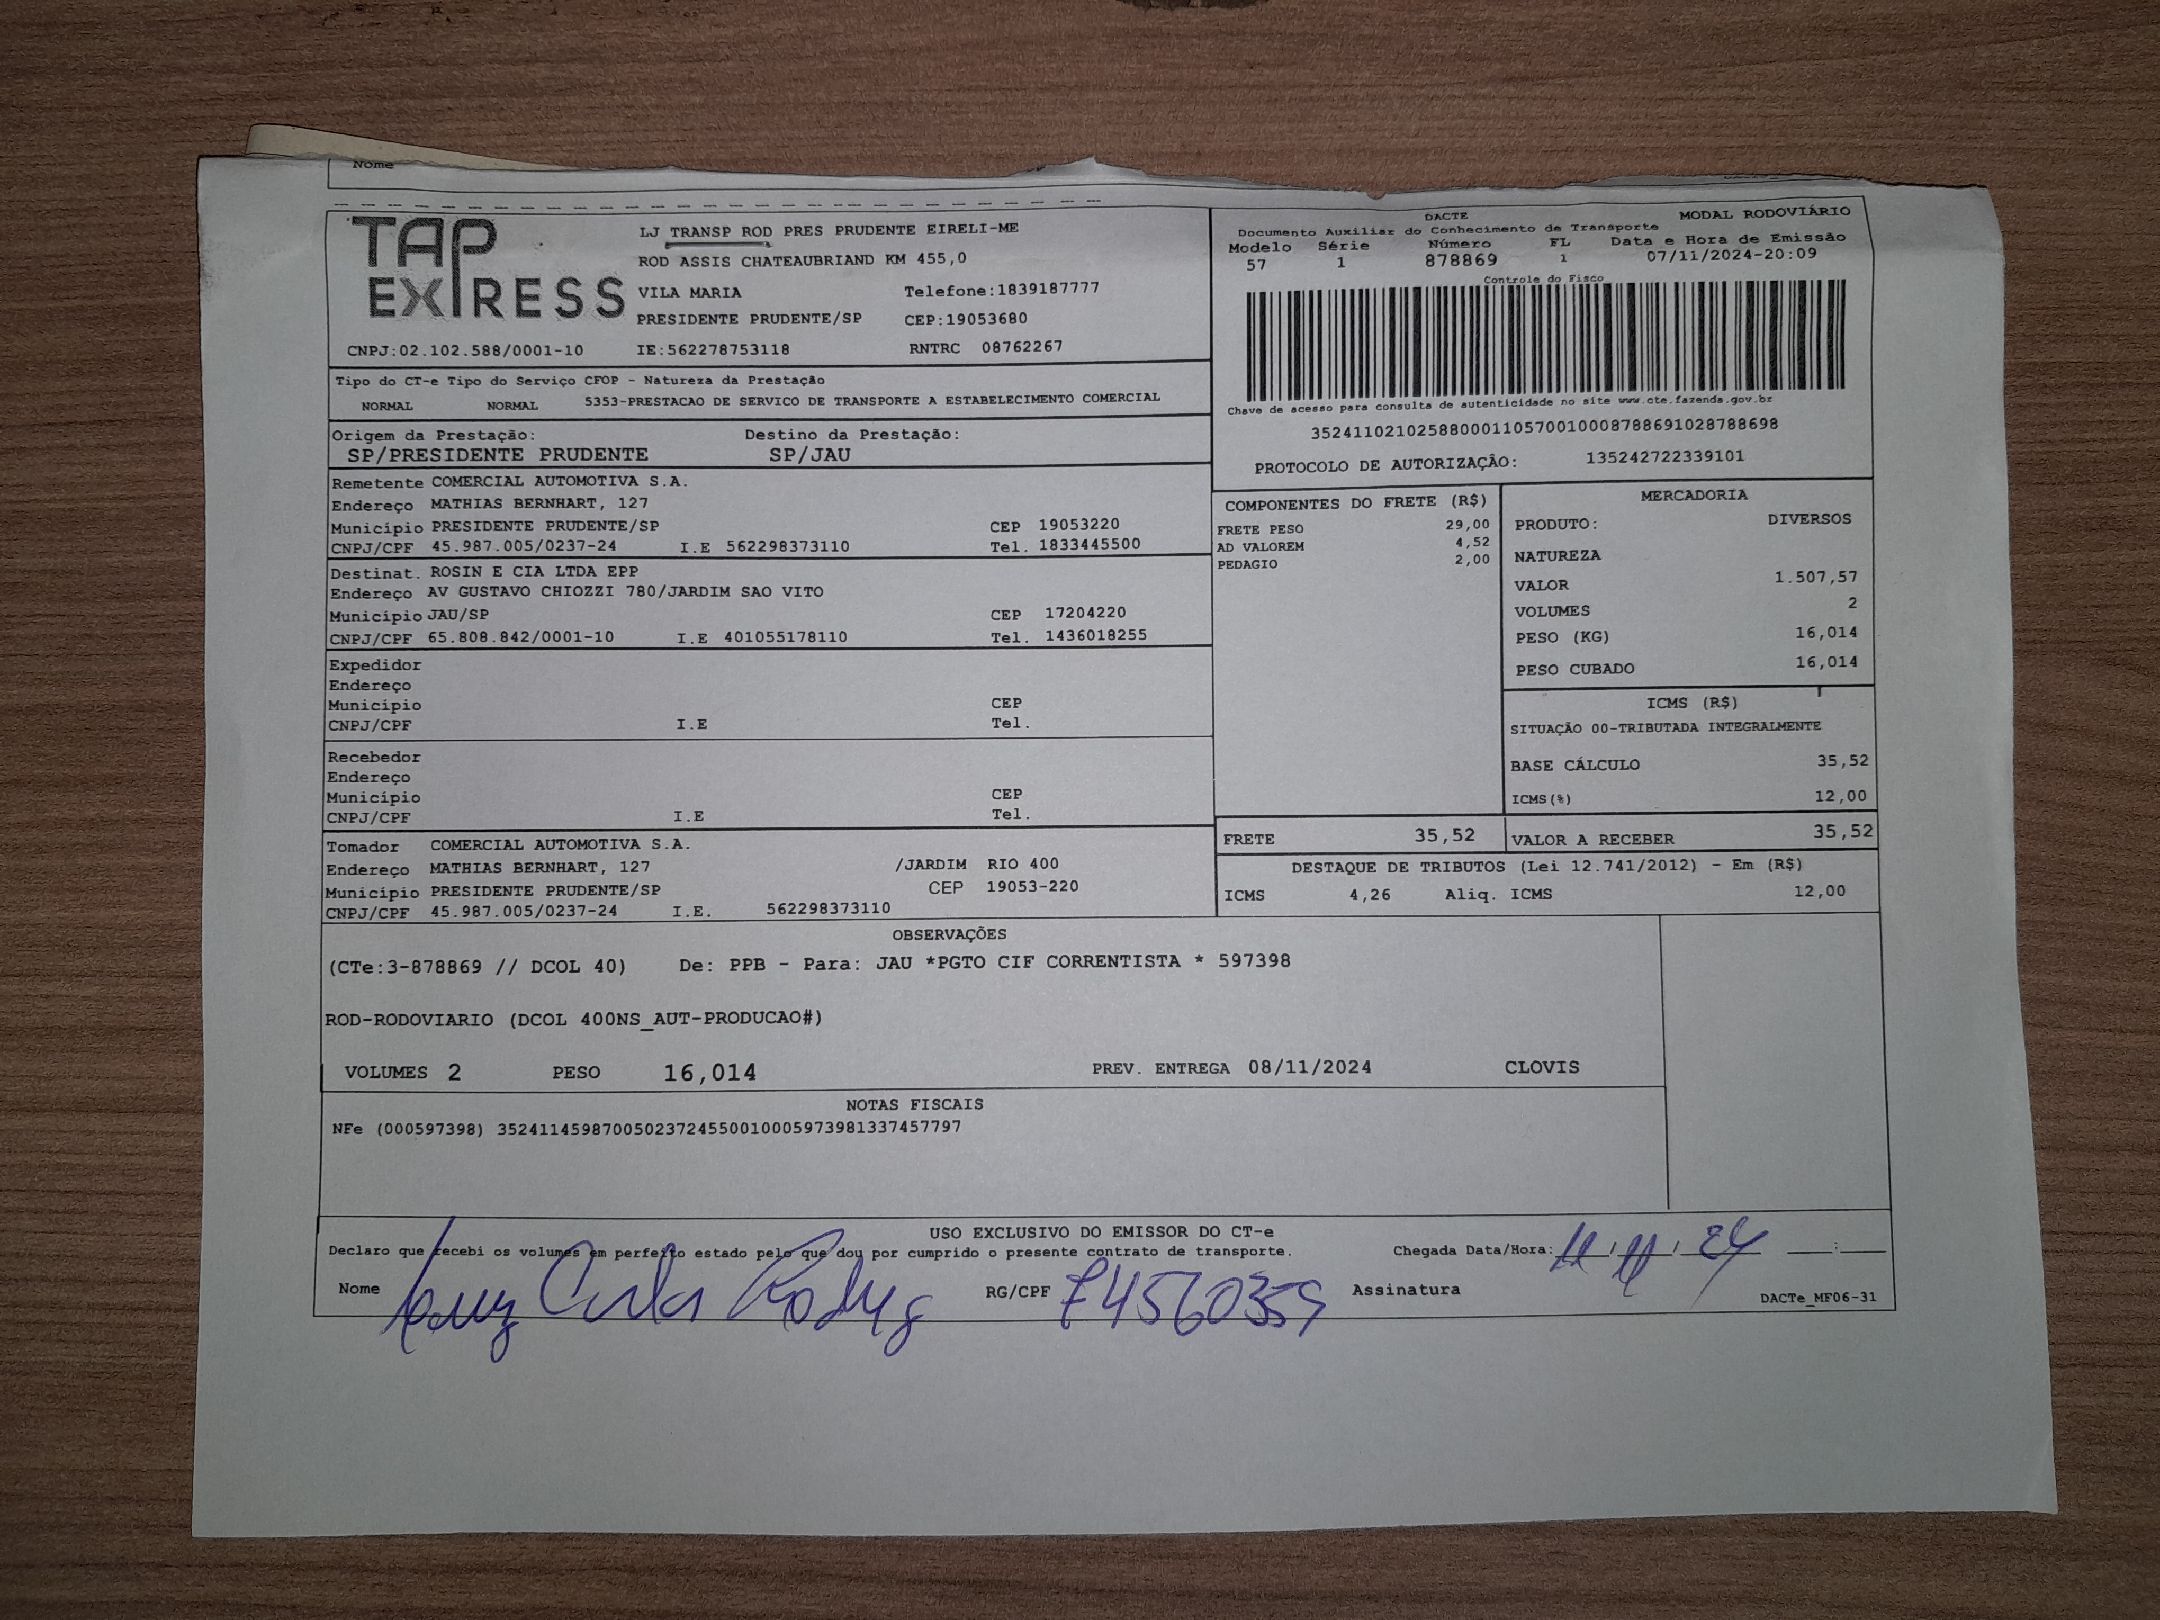 Nome
TAP EXPRESS
LJ TRANSP ROD PRES PRUDENTE EIRELI-ME
ROD ASSIS CHATEAUBRIAND KM 455,0
VILA MARIA Telefone:1839187777
PRESIDENTE PRUDENTE/SP CEP:19053680
CNPJ:02.102.588/0001-10 IE:562278753118 RNTRC 08762267
DACTE MODAL RODOVIÁRIO
Documento Auxiliar do Conhecimento de Transporte
Modelo Série Número FL Data e Hora de Emissão
57 1 878869 1 07/11/2024-20:09
Controle do Fisco
Chave de acesso para consulta de autenticidade no site www.cte.fazenda.gov.br
35241102102588000110570010008788691028788698
PROTOCOLO DE AUTORIZAÇÃO: 135242722339101
Tipo do CT-e Tipo do Serviço CFOP - Natureza da Prestação
NORMAL NORMAL 5353-PRESTACAO DE SERVICO DE TRANSPORTE A ESTABELECIMENTO COMERCIAL
Origem da Prestação: Destino da Prestação:
SP/PRESIDENTE PRUDENTE SP/JAU
Remetente COMERCIAL AUTOMOTIVA S.A.
Endereço MATHIAS BERNHART, 127
Município PRESIDENTE PRUDENTE/SP CEP 19053220
CNPJ/CPF 45.987.005/0237-24 I.E 562298373110 Tel. 1833445500
Destinat. ROSIN E CIA LTDA EPP
Endereço AV GUSTAVO CHIOZZI 780/JARDIM SAO VITO
Município JAU/SP CEP 17204220
CNPJ/CPF 65.808.842/0001-10 I.E 401055178110 Tel. 1436018255
Expedidor
Endereço
Município CEP
CNPJ/CPF I.E Tel.
Recebedor
Endereço
Município CEP
CNPJ/CPF I.E Tel.
Tomador COMERCIAL AUTOMOTIVA S.A.
Endereço MATHIAS BERNHART, 127 /JARDIM RIO 400
Município PRESIDENTE PRUDENTE/SP CEP 19053-220
CNPJ/CPF 45.987.005/0237-24 I.E. 562298373110
COMPONENTES DO FRETE (R$)
FRETE PESO 29,00
AD VALOREM 4,52
PEDAGIO 2,00
MERCADORIA
PRODUTO: DIVERSOS
NATUREZA
VALOR 1.507,57
VOLUMES 2
PESO (KG) 16,014
PESO CUBADO 16,014
ICMS (R$)
SITUAÇÃO 00-TRIBUTADA INTEGRALMENTE
BASE CÁLCULO 35,52
ICMS(%) 12,00
FRETE 35,52 VALOR A RECEBER 35,52
DESTAQUE DE TRIBUTOS (Lei 12.741/2012) - Em (R$)
ICMS 4,26 Aliq. ICMS 12,00
OBSERVAÇÕES
(CTe:3-878869 // DCOL 40) De: PPB - Para: JAU *PGTO CIF CORRENTISTA * 597398
ROD-RODOVIARIO (DCOL 400NS_AUT-PRODUCAO#)
VOLUMES 2 PESO 16,014 PREV. ENTREGA 08/11/2024 CLOVIS
NOTAS FISCAIS
NFe (000597398) 35241145987005023724550010005973981337457797
USO EXCLUSIVO DO EMISSOR DO CT-e
Declaro que recebi os volumes em perfeito estado pelo que dou por cumprido o presente contrato de transporte. Chegada Data/Hora: 11/11/24 __:__
Nome RG/CPF Assinatura
DACTe_MF06-31